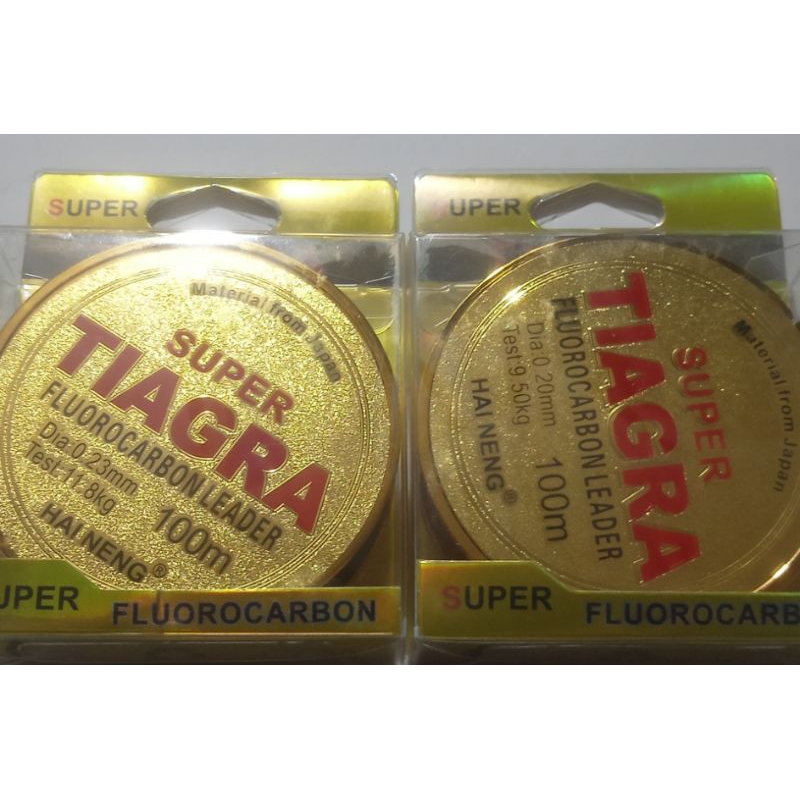 SUPER
Material from Japan
SUPER
TIAGRA
FLUOROCARBON LEADER
Dia:0.23mm
Test:11.8kg
100m
HAI NENG®
UPER
FLUOROCARBON
SUPER
Material from Japan
SUPER
TIAGRA
FLUOROCARBON LEADER
Dia:0.20mm
Test:9.50kg
100m
HAI NENG®
SUPER
FLUOROCARB